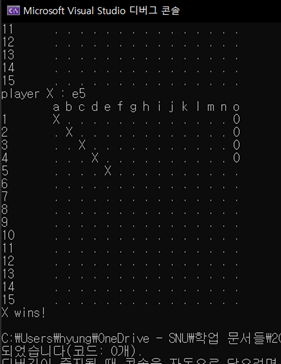 Microsoft Visual Studio 디버그 콘솔
11 . . . . . . . . . . . . . . .
12 . . . . . . . . . . . . . . .
13 . . . . . . . . . . . . . . .
14 . . . . . . . . . . . . . . .
15 . . . . . . . . . . . . . . .
player X : e5
a b c d e f g h i j k l m n o
1 X . . . . . . . . . . . . . O
2 . X . . . . . . . . . . . . O
3 . . X . . . . . . . . . . . O
4 . . . X . . . . . . . . . . O
5 . . . . X . . . . . . . . . .
6 . . . . . . . . . . . . . . .
7 . . . . . . . . . . . . . . .
8 . . . . . . . . . . . . . . .
9 . . . . . . . . . . . . . . .
10 . . . . . . . . . . . . . . .
11 . . . . . . . . . . . . . . .
12 . . . . . . . . . . . . . . .
13 . . . . . . . . . . . . . . .
14 . . . . . . . . . . . . . . .
15 . . . . . . . . . . . . . . .
X wins!
C:₩Users₩hyung₩OneDrive - SNU₩학업 문서들₩20
되었습니다(코드: 0개).
디버깅이 중지될 때 콘솔을 자동으로 닫으려면